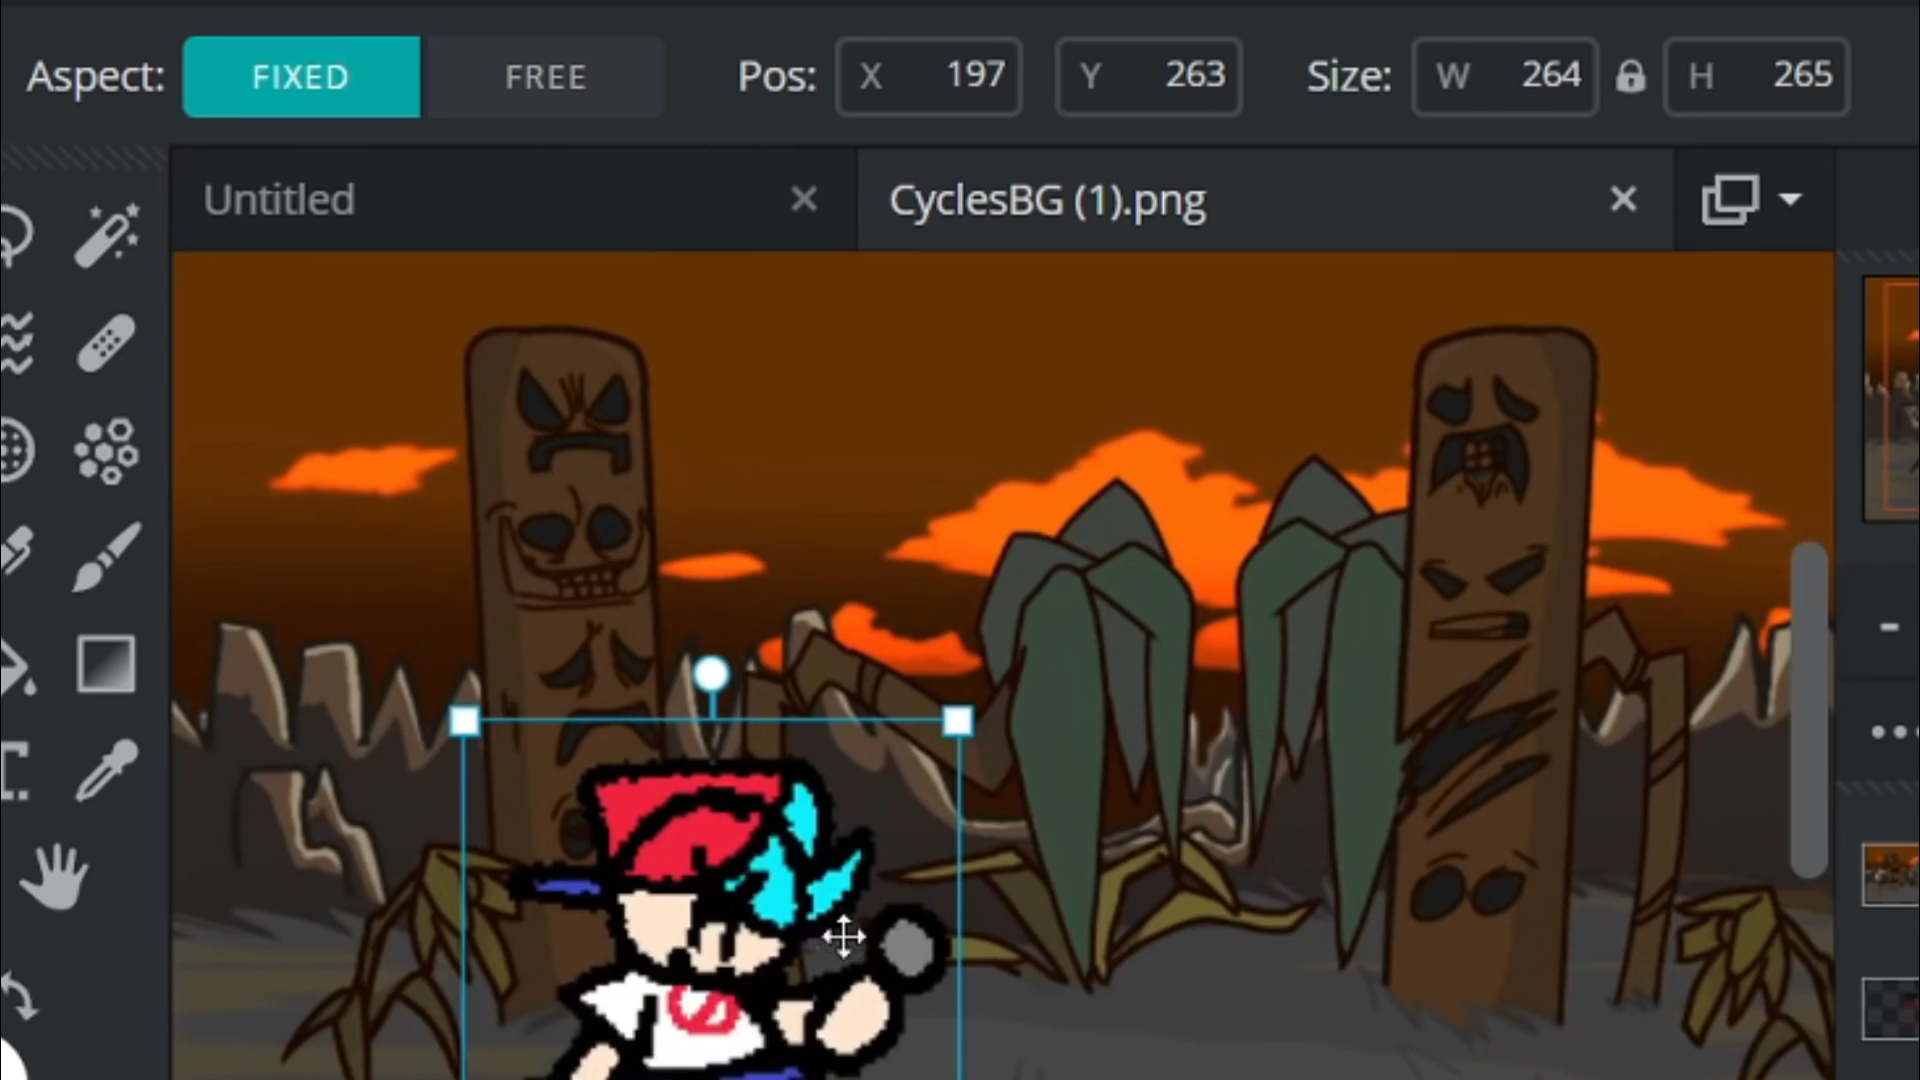 Aspect: FIXED FREE Pos: X 197 Y 263 Size: W 264 H 265
Untitled CyclesBG (1).png